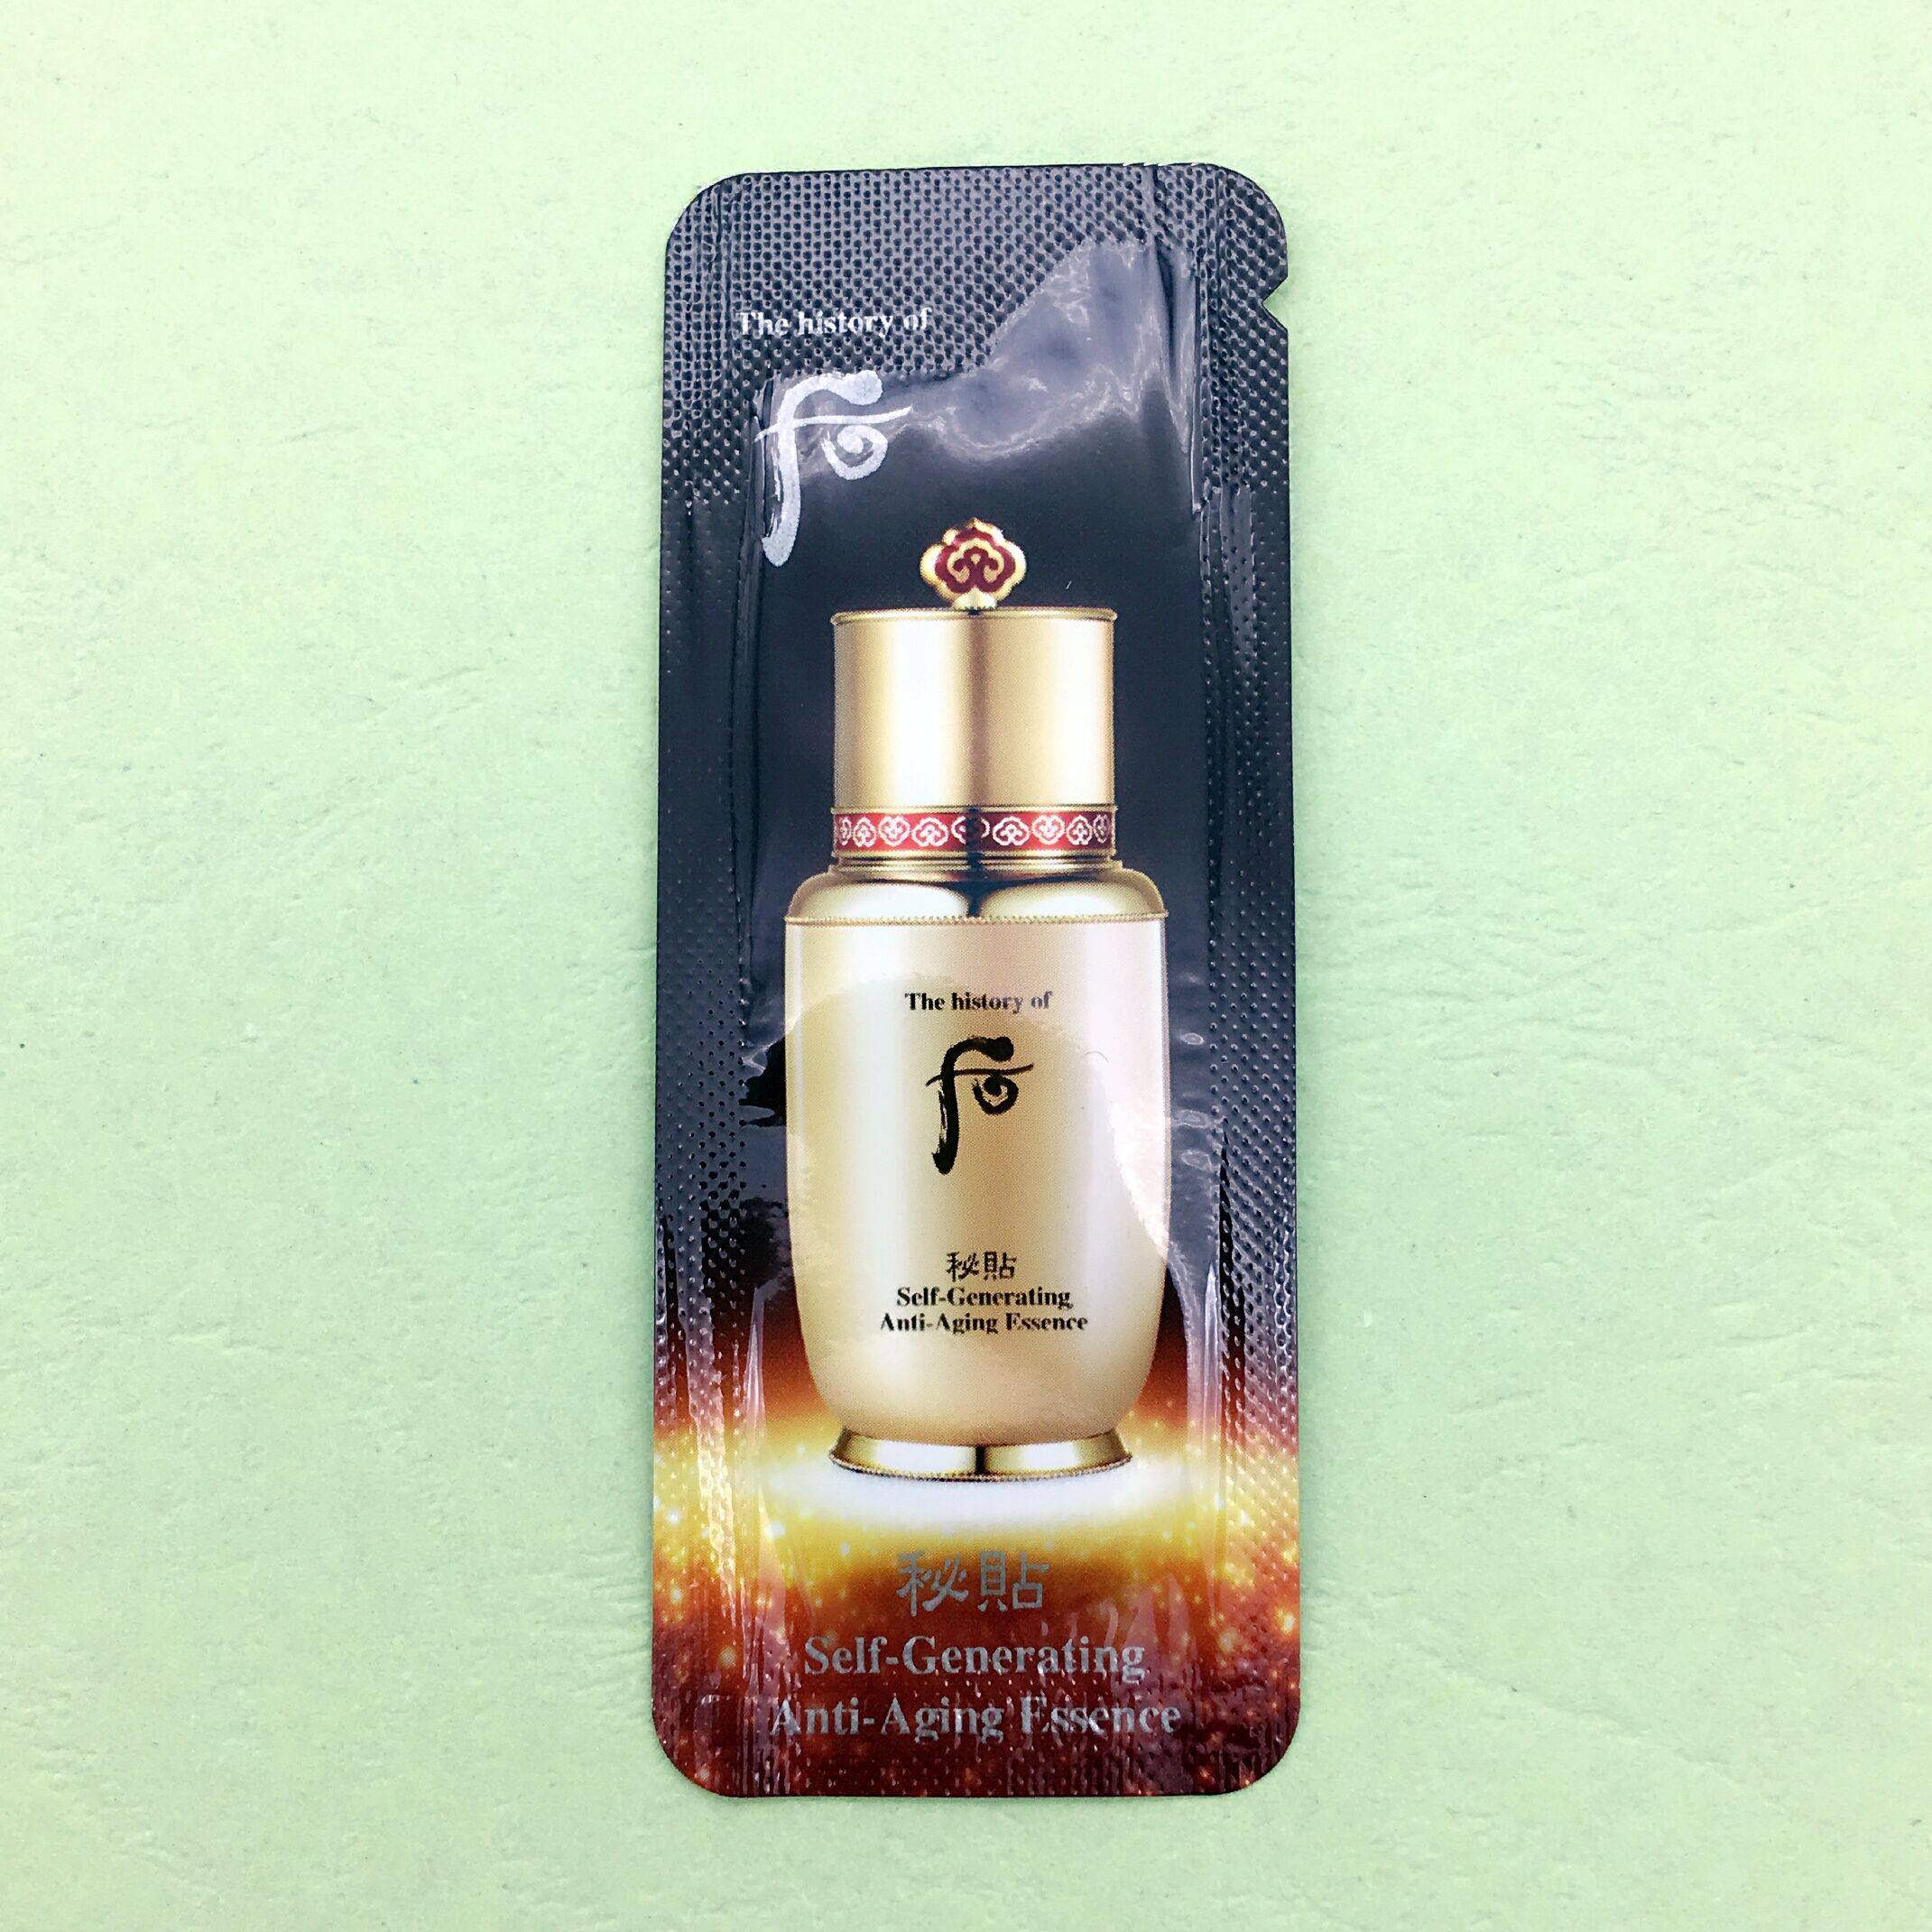 The history of
后
The history of
后
秘貼
Self-Generating
Anti-Aging Essence
秘貼
Self-Generating
Anti-Aging Essence